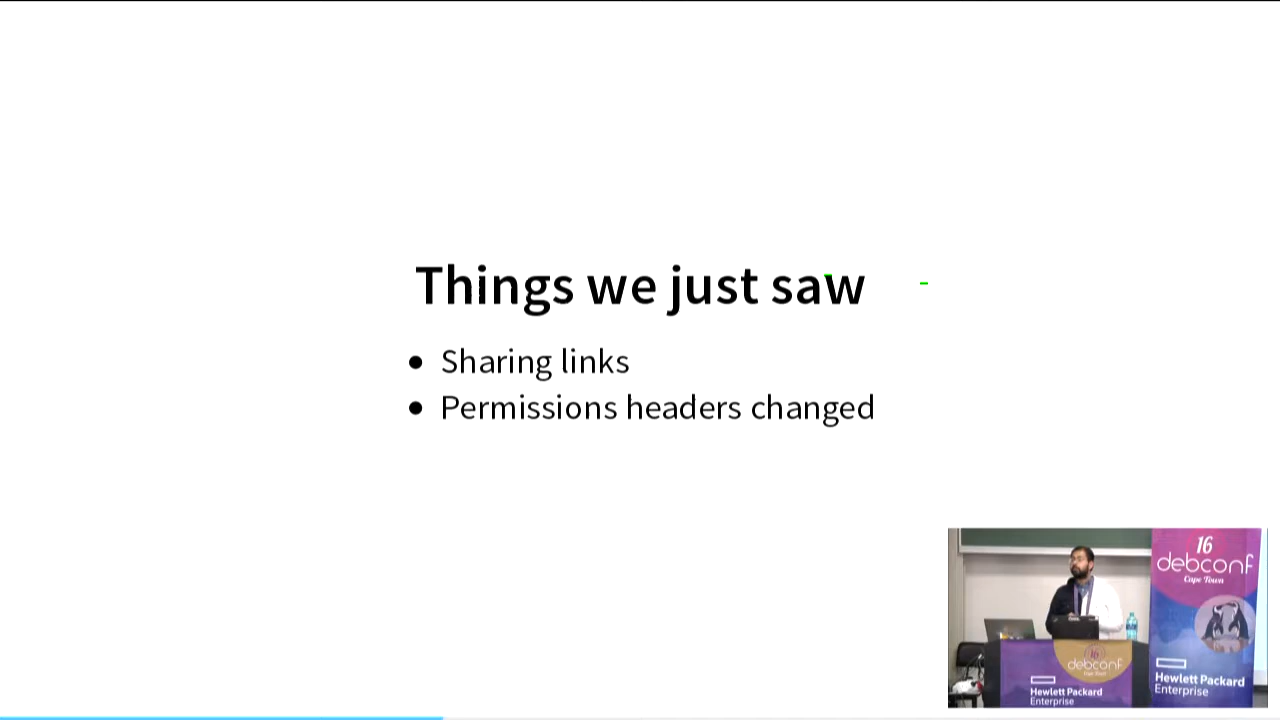 Things we just saw
Sharing links
Permissions headers changed
16
debconf
Cape Town
Hewlett Packard
Enterprise
16
debconf
Hewlett Packard
Enterprise